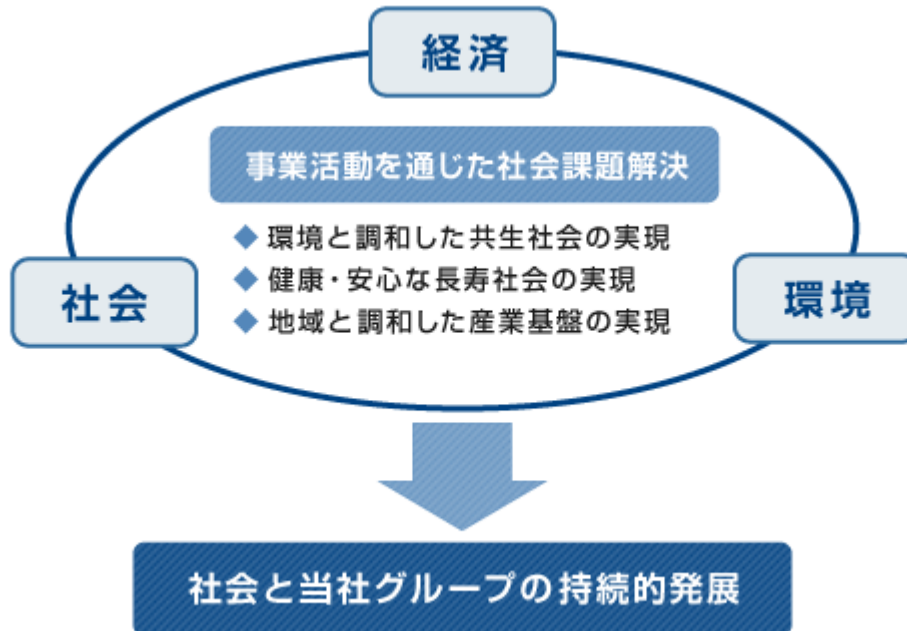 経済
事業活動を通じた社会課題解決
◆ 環境と調和した共生社会の実現
◆ 健康・安心な長寿社会の実現
◆ 地域と調和した産業基盤の実現
社会
環境
社会と当社グループの持続的発展